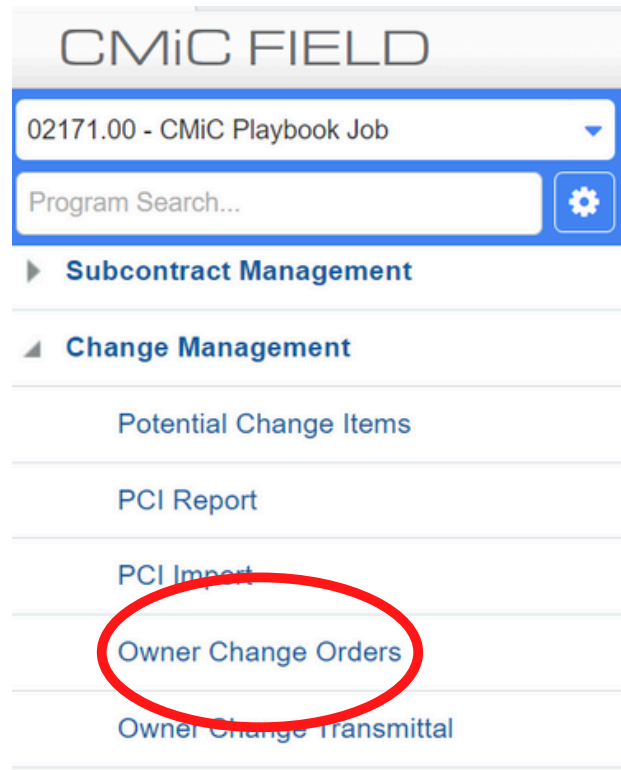 CMiC FIELD
02171.00 - CMiC Playbook Job
Program Search...
Subcontract Management
Change Management
Potential Change Items
PCI Report
PCI Import
Owner Change Orders
Owner Change Transmittal